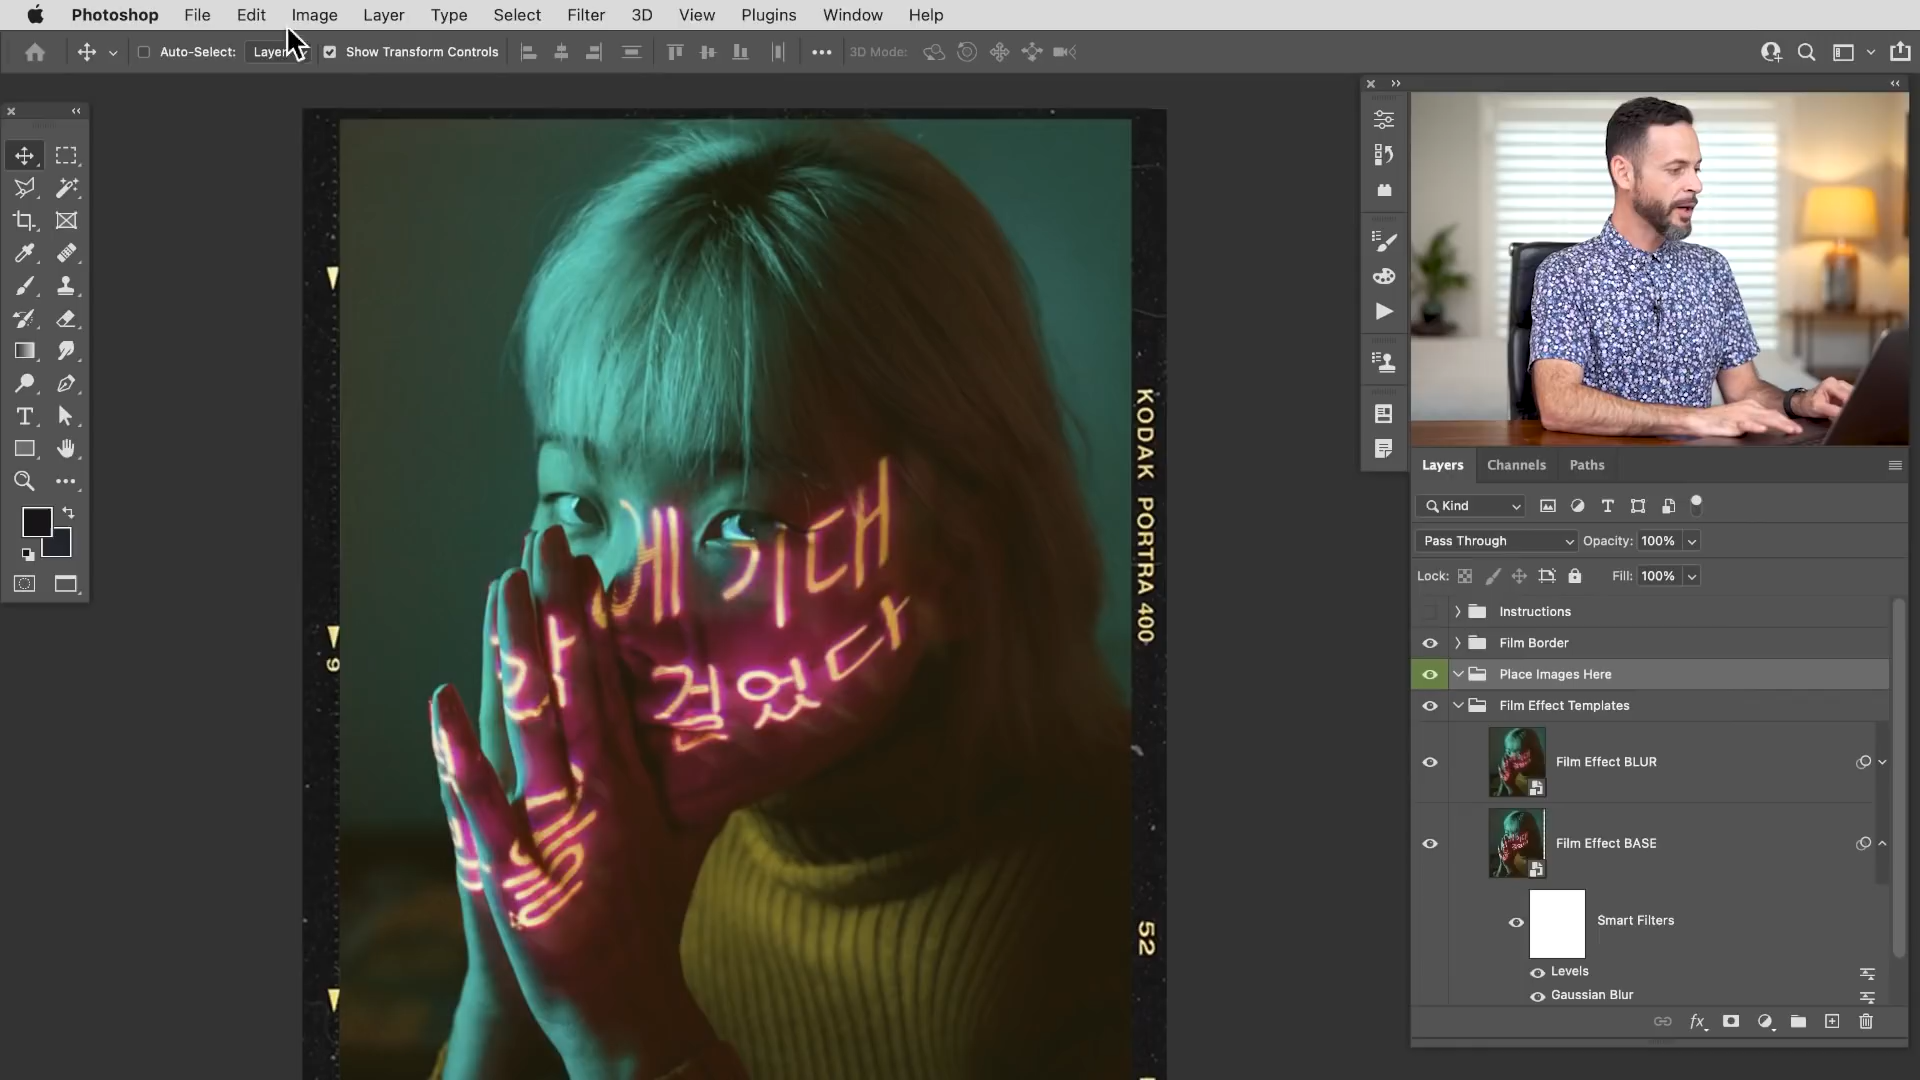 Photoshop File Edit Image Layer Type Select Filter 3D View Plugins Window Help
Auto-Select: Layer Show Transform Controls 3D Mode:
KODAK PORTRA 400
52
9
에 기대
걸었다
Layers Channels Paths
Kind
Pass Through Opacity: 100%
Lock: Fill: 100%
Instructions
Film Border
Place Images Here
Film Effect Templates
Film Effect BLUR
Film Effect BASE
Smart Filters
Levels
Gaussian Blur
fx